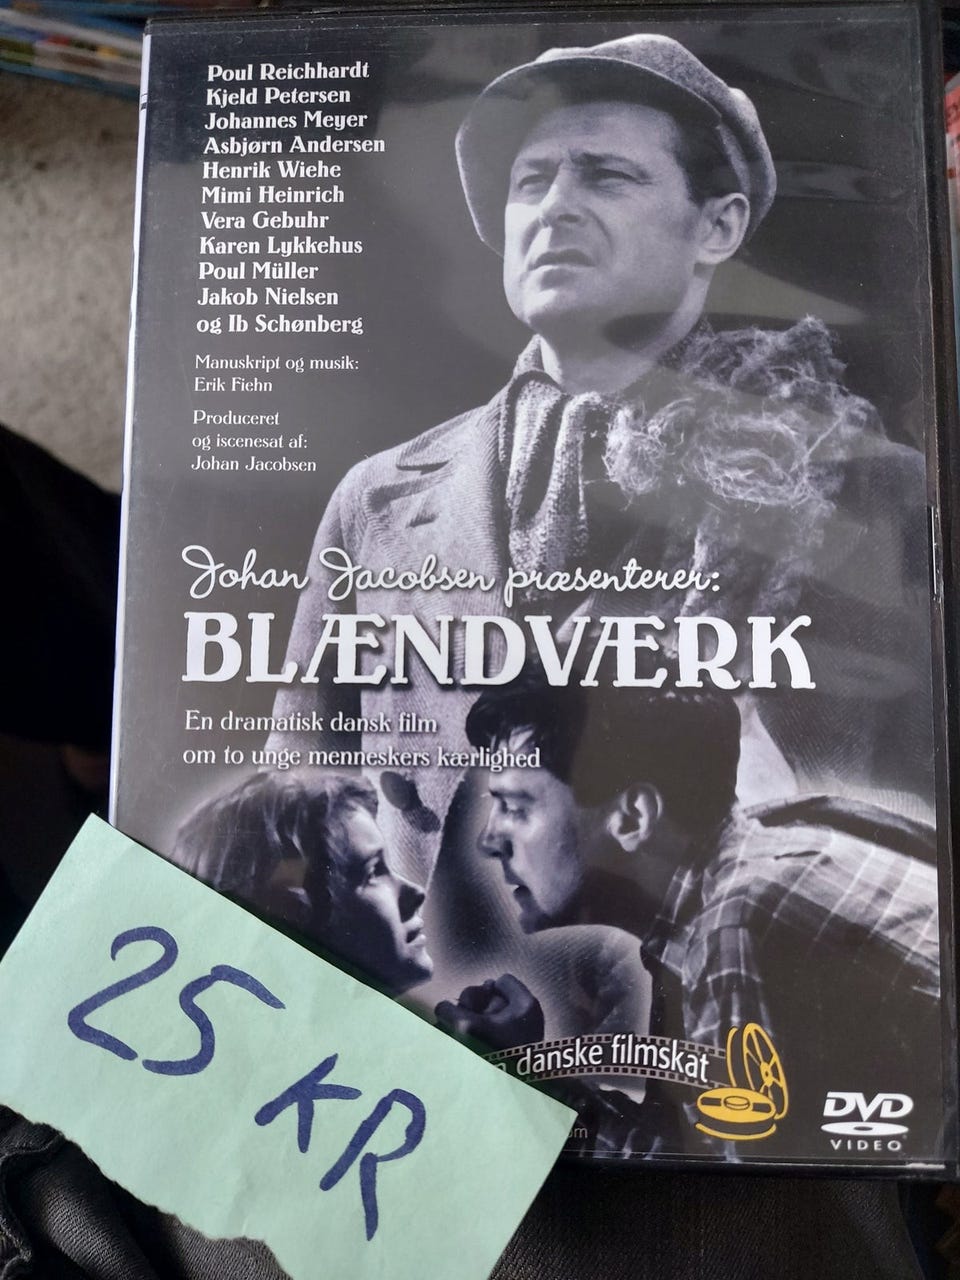 Poul Reichhardt
Kjeld Petersen
Johannes Meyer
Asbjørn Andersen
Henrik Wiehe
Mimi Heinrich
Vera Gebuhr
Karen Lykkehus
Poul Müller
Jakob Nielsen
og Ib Schønberg
Manuskript og musik:
Erik Fiehn
Produceret
og iscenesat af:
Johan Jacobsen
Johan Jacobsen præsenterer:
BLÆNDVÆRK
En dramatisk dansk film
om to unge menneskers kærlighed
danske filmskat
DVD
VIDEO
25 KR